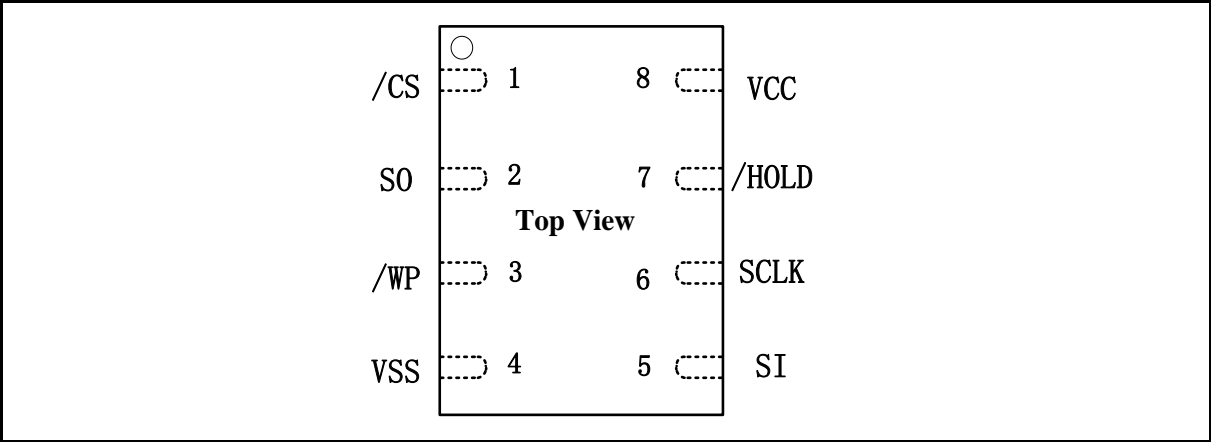 /CS 1 8 VCC
SO 2 7 /HOLD
Top View
/WP 3 6 SCLK
VSS 4 5 SI